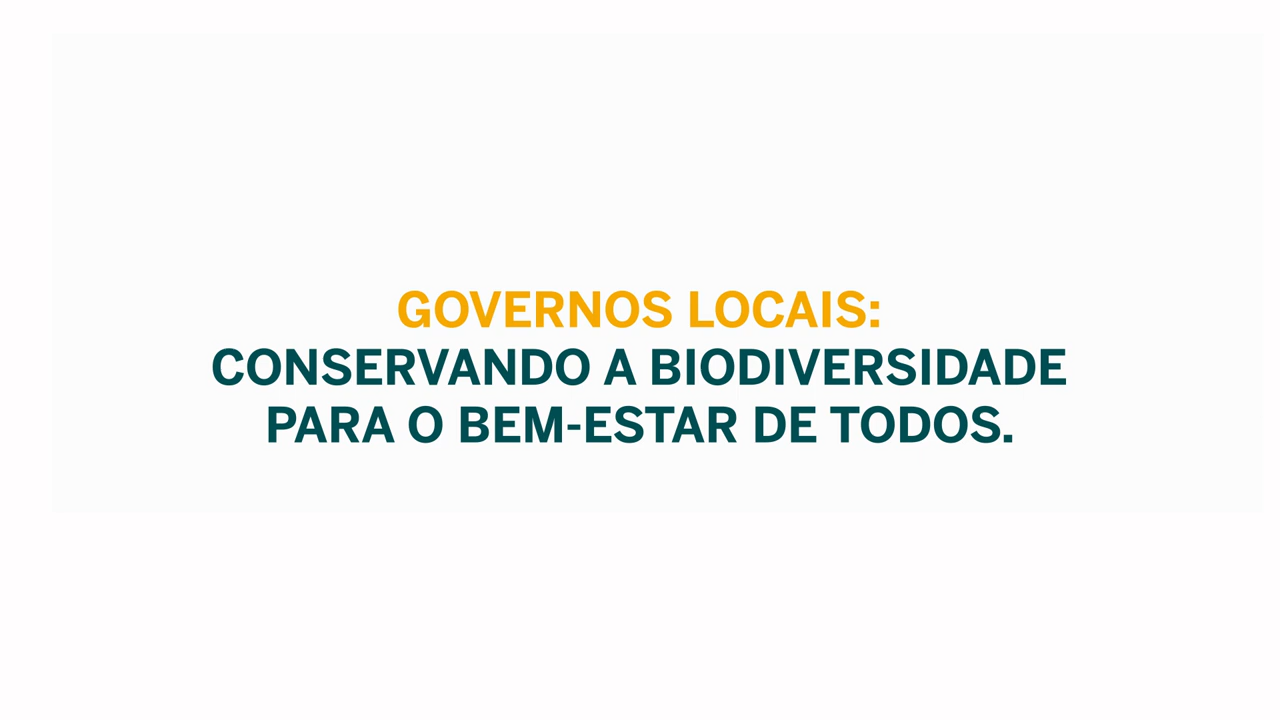 GOVERNOS LOCAIS:
CONSERVANDO A BIODIVERSIDADE
PARA O BEM-ESTAR DE TODOS.